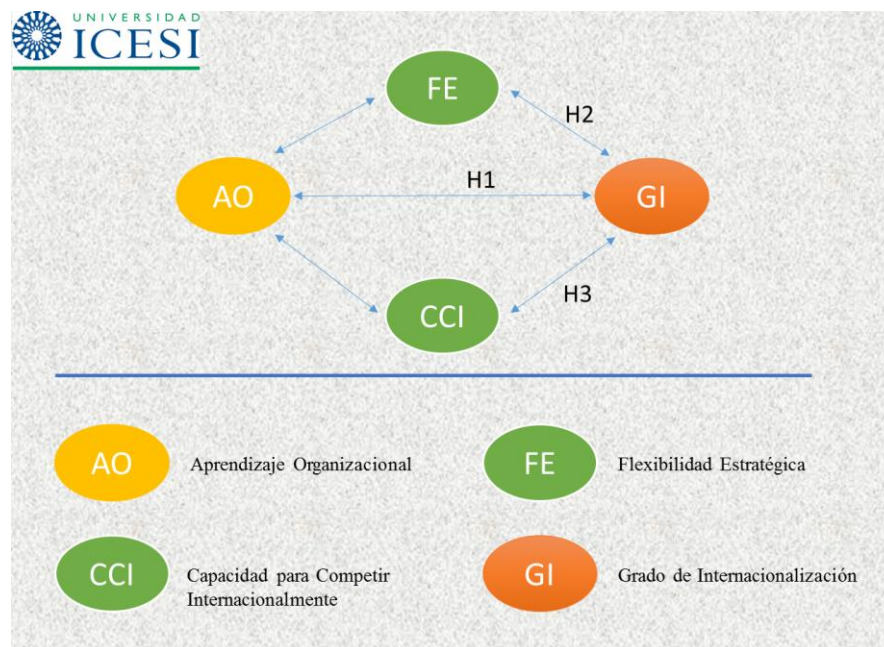 UNIVERSIDAD
ICESI
FE
H2
H1
AO
GI
H3
CCI
AO
Aprendizaje Organizacional
FE
Flexibilidad Estratégica
CCI
Capacidad para Competir
Internacionalmente
GI
Grado de Internacionalización